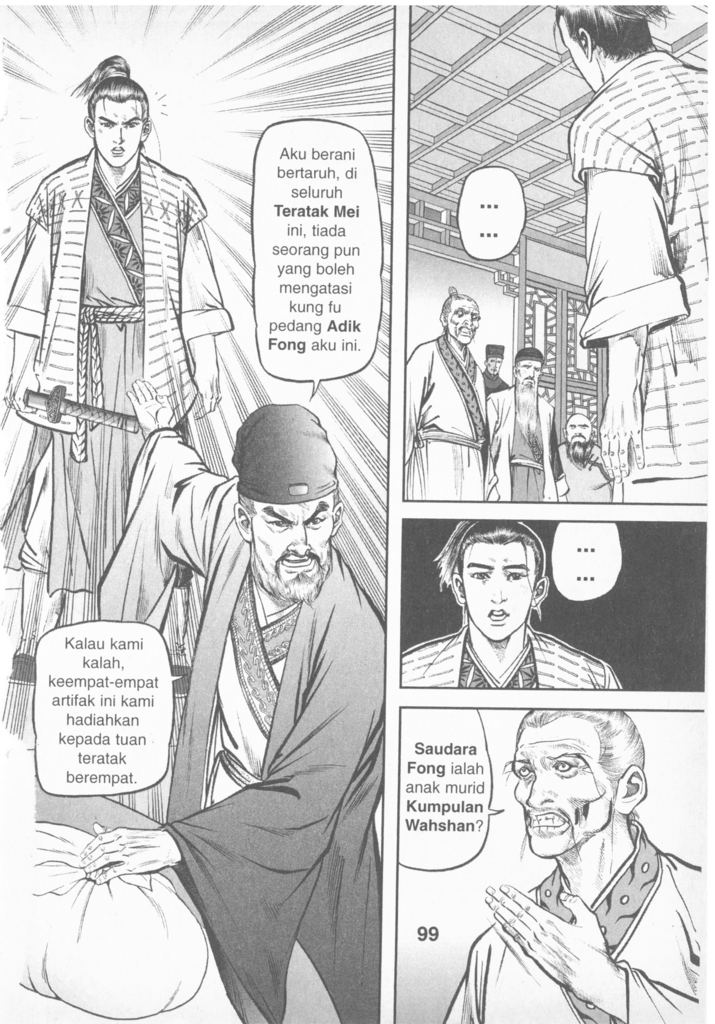 Aku berani
bertaruh, di
seluruh
Teratak Mei
ini, tiada
seorang pun
yang boleh
mengatasi
kung fu
pedang Adik
Fong aku ini.
Kalau kami
kalah,
keempat-empat
artifak ini kami
hadiahkan
kepada tuan
teratak
berempat.
...
...
...
...
Saudara
Fong ialah
anak murid
Kumpulan
Wahshan?
99